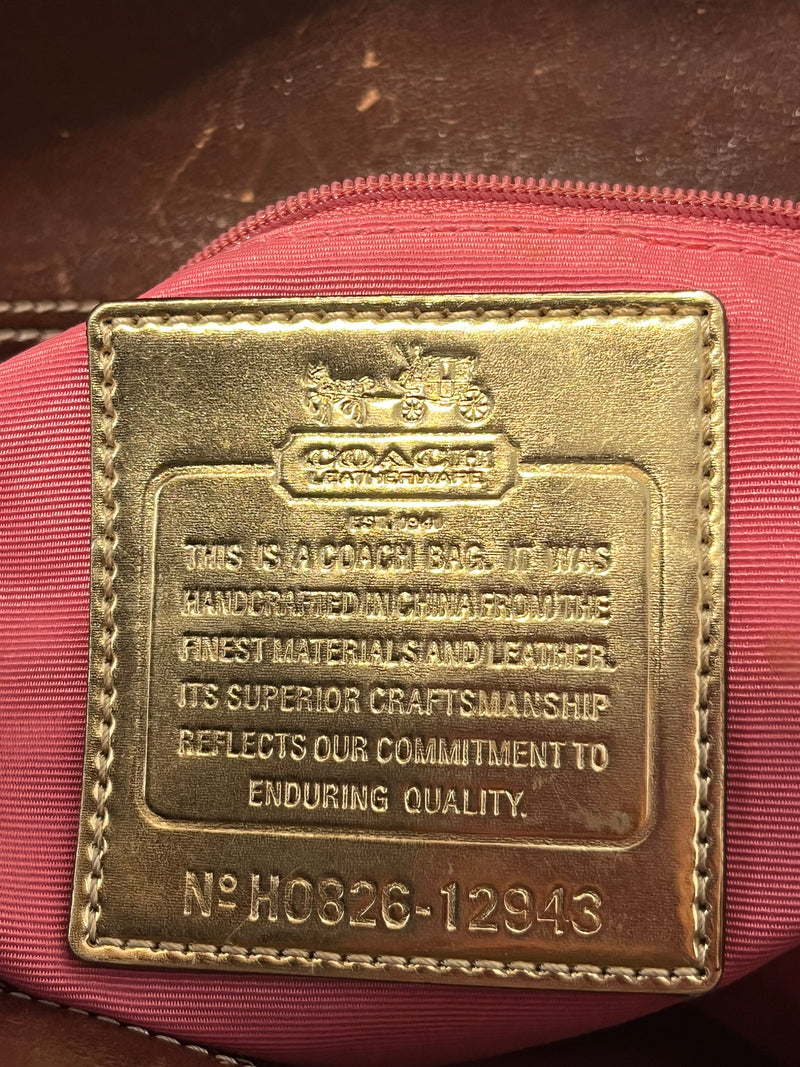 COACH
LEATHERWARE
EST. 1941
THIS IS A COACH BAG. IT WAS
HANDCRAFTED IN CHINA FROM THE
FINEST MATERIALS AND LEATHER.
ITS SUPERIOR CRAFTSMANSHIP
REFLECTS OUR COMMITMENT TO
ENDURING QUALITY.
Nº H0826-12943